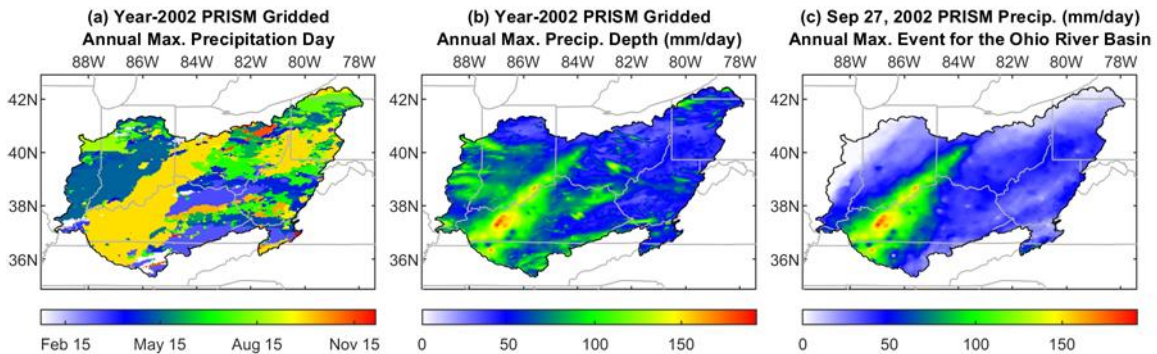 (a) Year-2002 PRISM Gridded
Annual Max. Precipitation Day
88W 86W 84W 82W 80W 78W
42N
40N
38N
36N
Feb 15 May 15 Aug 15 Nov 15
(b) Year-2002 PRISM Gridded
Annual Max. Precip. Depth (mm/day)
88W 86W 84W 82W 80W 78W
42N
40N
38N
36N
0 50 100 150
(c) Sep 27, 2002 PRISM Precip. (mm/day)
Annual Max. Event for the Ohio River Basin
88W 86W 84W 82W 80W 78W
42N
40N
38N
36N
0 50 100 150